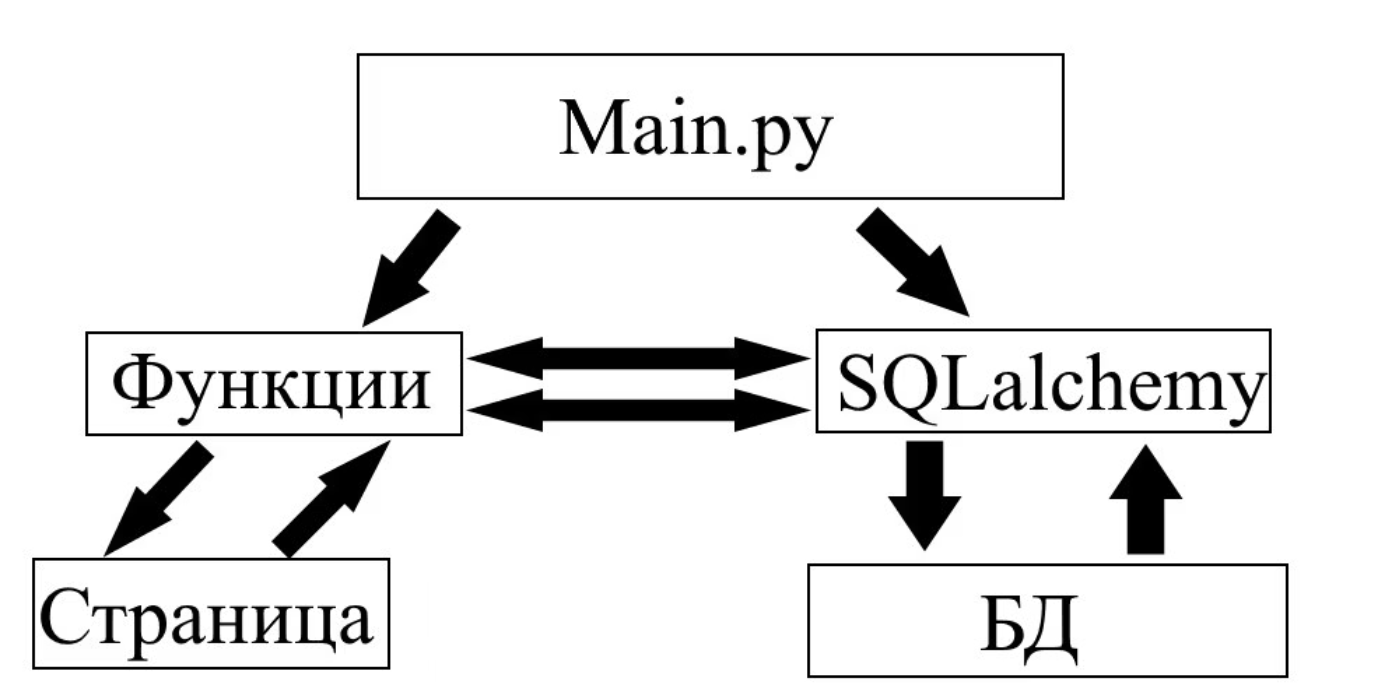 Main.py
Функции
SQLalchemy
Страница
БД